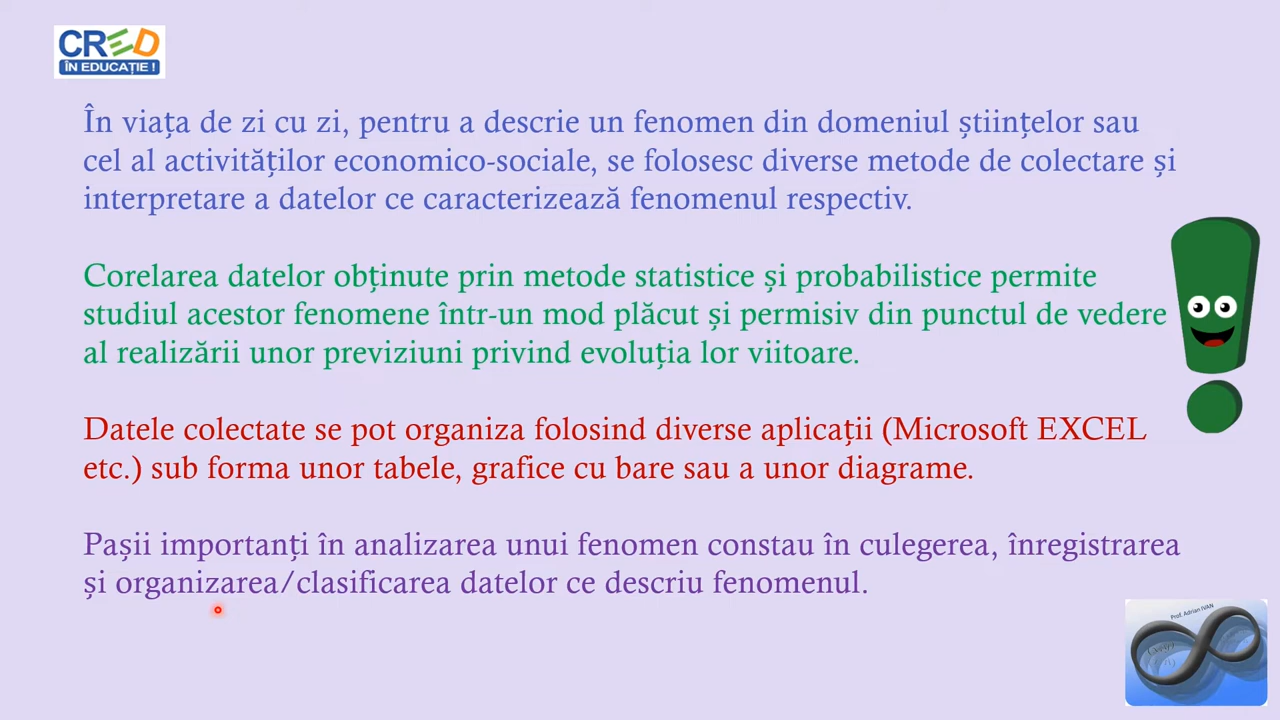 CRED
ÎN EDUCAȚIE !
În viața de zi cu zi, pentru a descrie un fenomen din domeniul științelor sau
cel al activităților economico-sociale, se folosesc diverse metode de colectare și
interpretare a datelor ce caracterizează fenomenul respectiv.
Corelarea datelor obținute prin metode statistice și probabilistice permite
studiul acestor fenomene într-un mod plăcut și permisiv din punctul de vedere
al realizării unor previziuni privind evoluția lor viitoare.
Datele colectate se pot organiza folosind diverse aplicații (Microsoft EXCEL
etc.) sub forma unor tabele, grafice cu bare sau a unor diagrame.
Pașii importanți în analizarea unui fenomen constau în culegerea, înregistrarea
și organizarea/clasificarea datelor ce descriu fenomenul.
Prof. Adrian IVAN